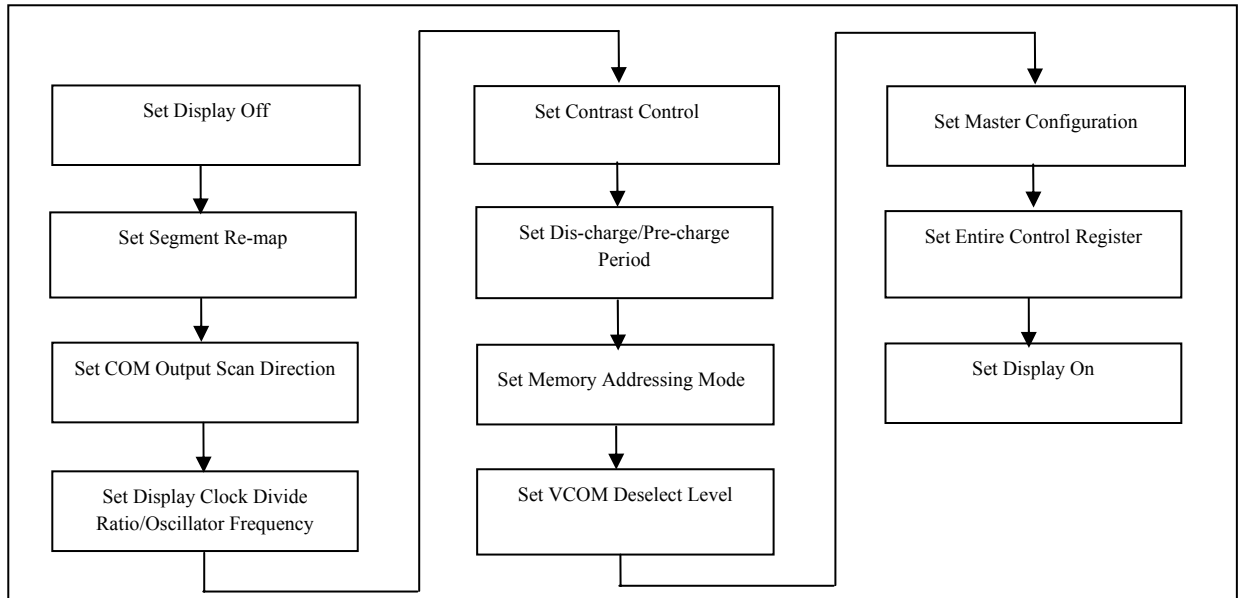 Set Display Off
Set Segment Re-map
Set COM Output Scan Direction
Set Display Clock Divide
Ratio/Oscillator Frequency
Set Contrast Control
Set Dis-charge/Pre-charge
Period
Set Memory Addressing Mode
Set VCOM Deselect Level
Set Master Configuration
Set Entire Control Register
Set Display On